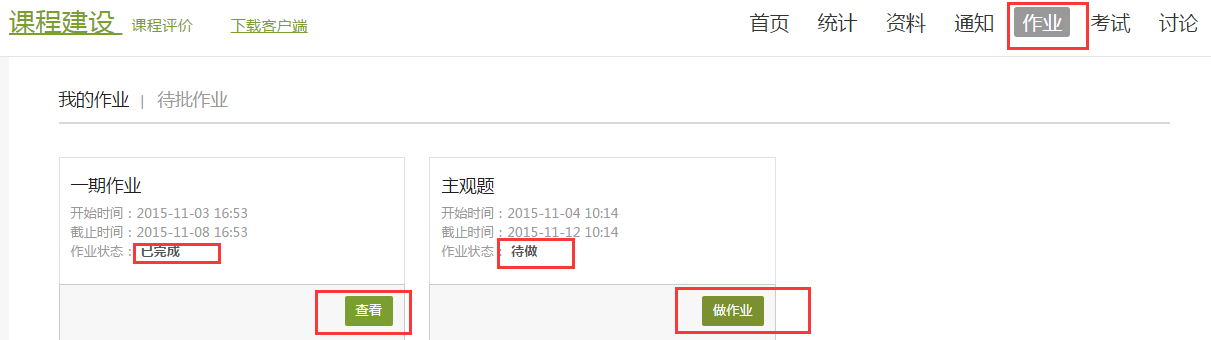 课程建设 课程评价 下载客户端 首页 统计 资料 通知 作业 考试 讨论
我的作业 | 待批作业
一期作业
开始时间：2015-11-03 16:53
截止时间：2015-11-08 16:53
作业状态：已完成
查看
主观题
开始时间：2015-11-04 10:14
截止时间：2015-11-12 10:14
作业状态：待做
做作业